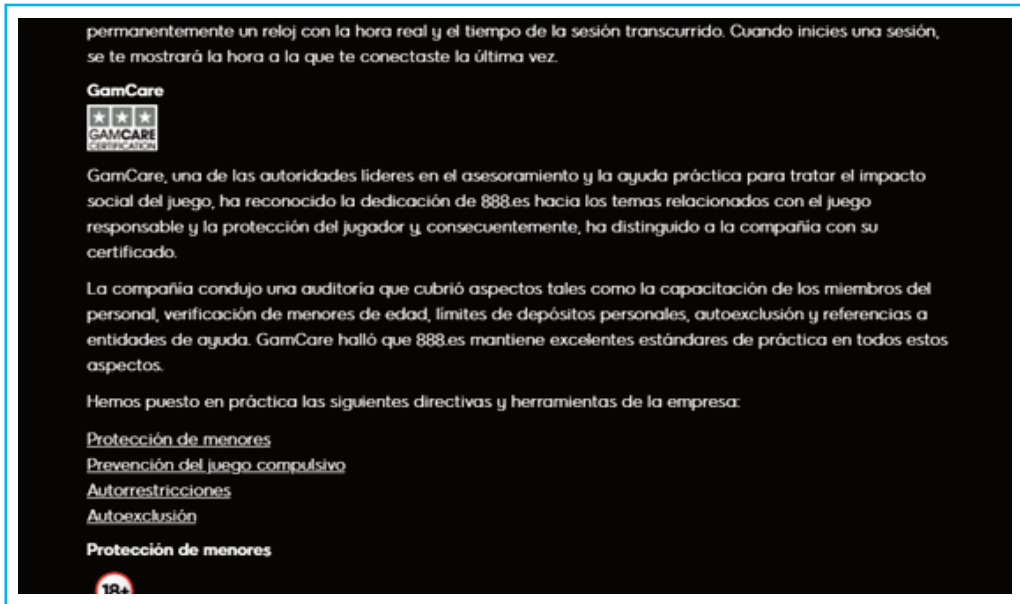 permanentemente un reloj con la hora real y el tiempo de la sesión transcurrido. Cuando inicies una sesión,
se te mostrará la hora a la que te conectaste la última vez.
GamCare
GAMCARE
CERTIFICATION
GamCare, una de las autoridades líderes en el asesoramiento y la ayuda práctica para tratar el impacto
social del juego, ha reconocido la dedicación de 888.es hacia los temas relacionados con el juego
responsable y la protección del jugador y, consecuentemente, ha distinguido a la compañía con su
certificado.
La compañía condujo una auditoría que cubrió aspectos tales como la capacitación de los miembros del
personal, verificación de menores de edad, límites de depósitos personales, autoexclusión y referencias a
entidades de ayuda. GamCare halló que 888.es mantiene excelentes estándares de práctica en todos estos
aspectos.
Hemos puesto en práctica las siguientes directivas y herramientas de la empresa:
Protección de menores
Prevención del juego compulsivo
Autorrestricciones
Autoexclusión
Protección de menores
18+